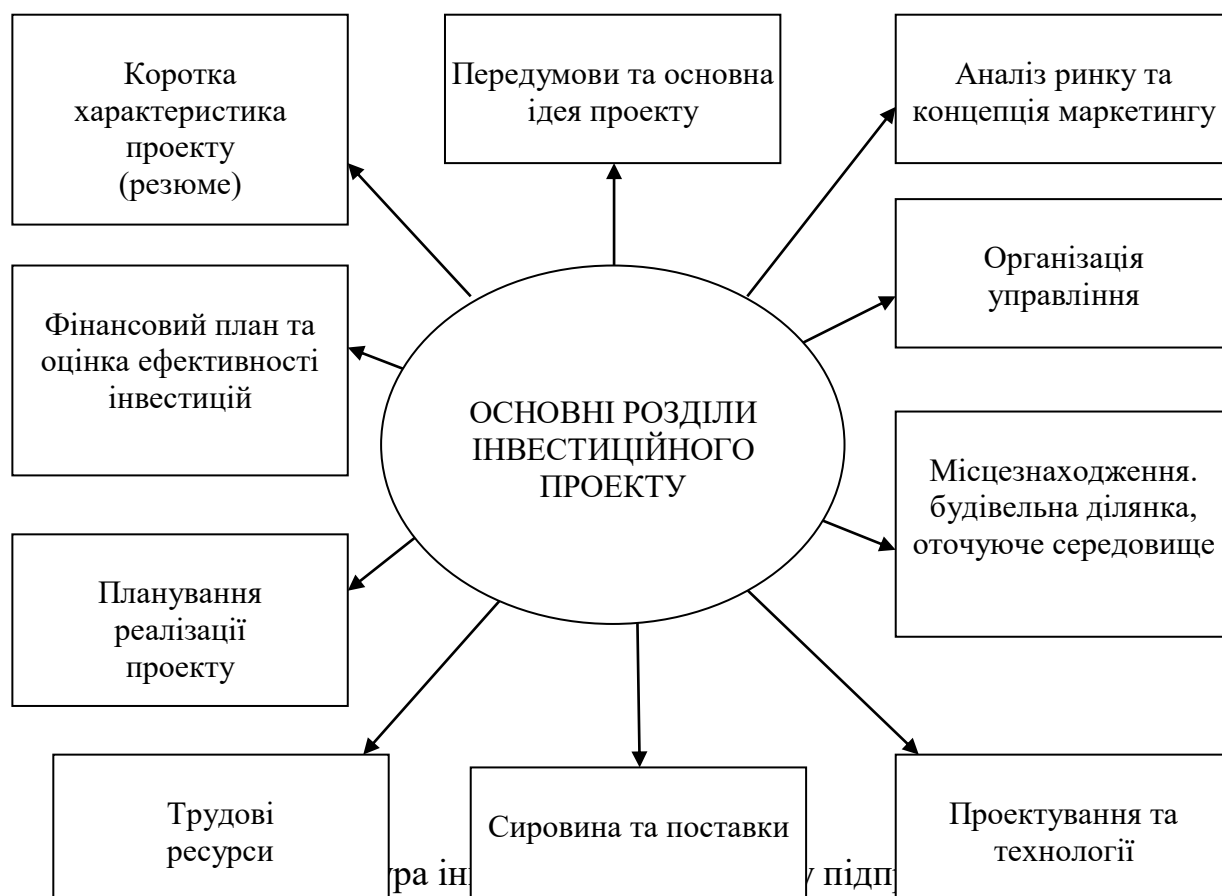 Коротка
характеристика
проекту
(резюме)
Передумови та основна
ідея проекту
Аналіз ринку та
концепція маркетингу
Організація
управління
Фінансовий план та
оцінка ефективності
інвестицій
ОСНОВНІ РОЗДІЛИ
ІНВЕСТИЦІЙНОГО
ПРОЕКТУ
Місцезнаходження.
будівельна ділянка,
оточуюче середовище
Планування
реалізації
проекту
Трудові
ресурси
Сировина та поставки
Проектування та
технології